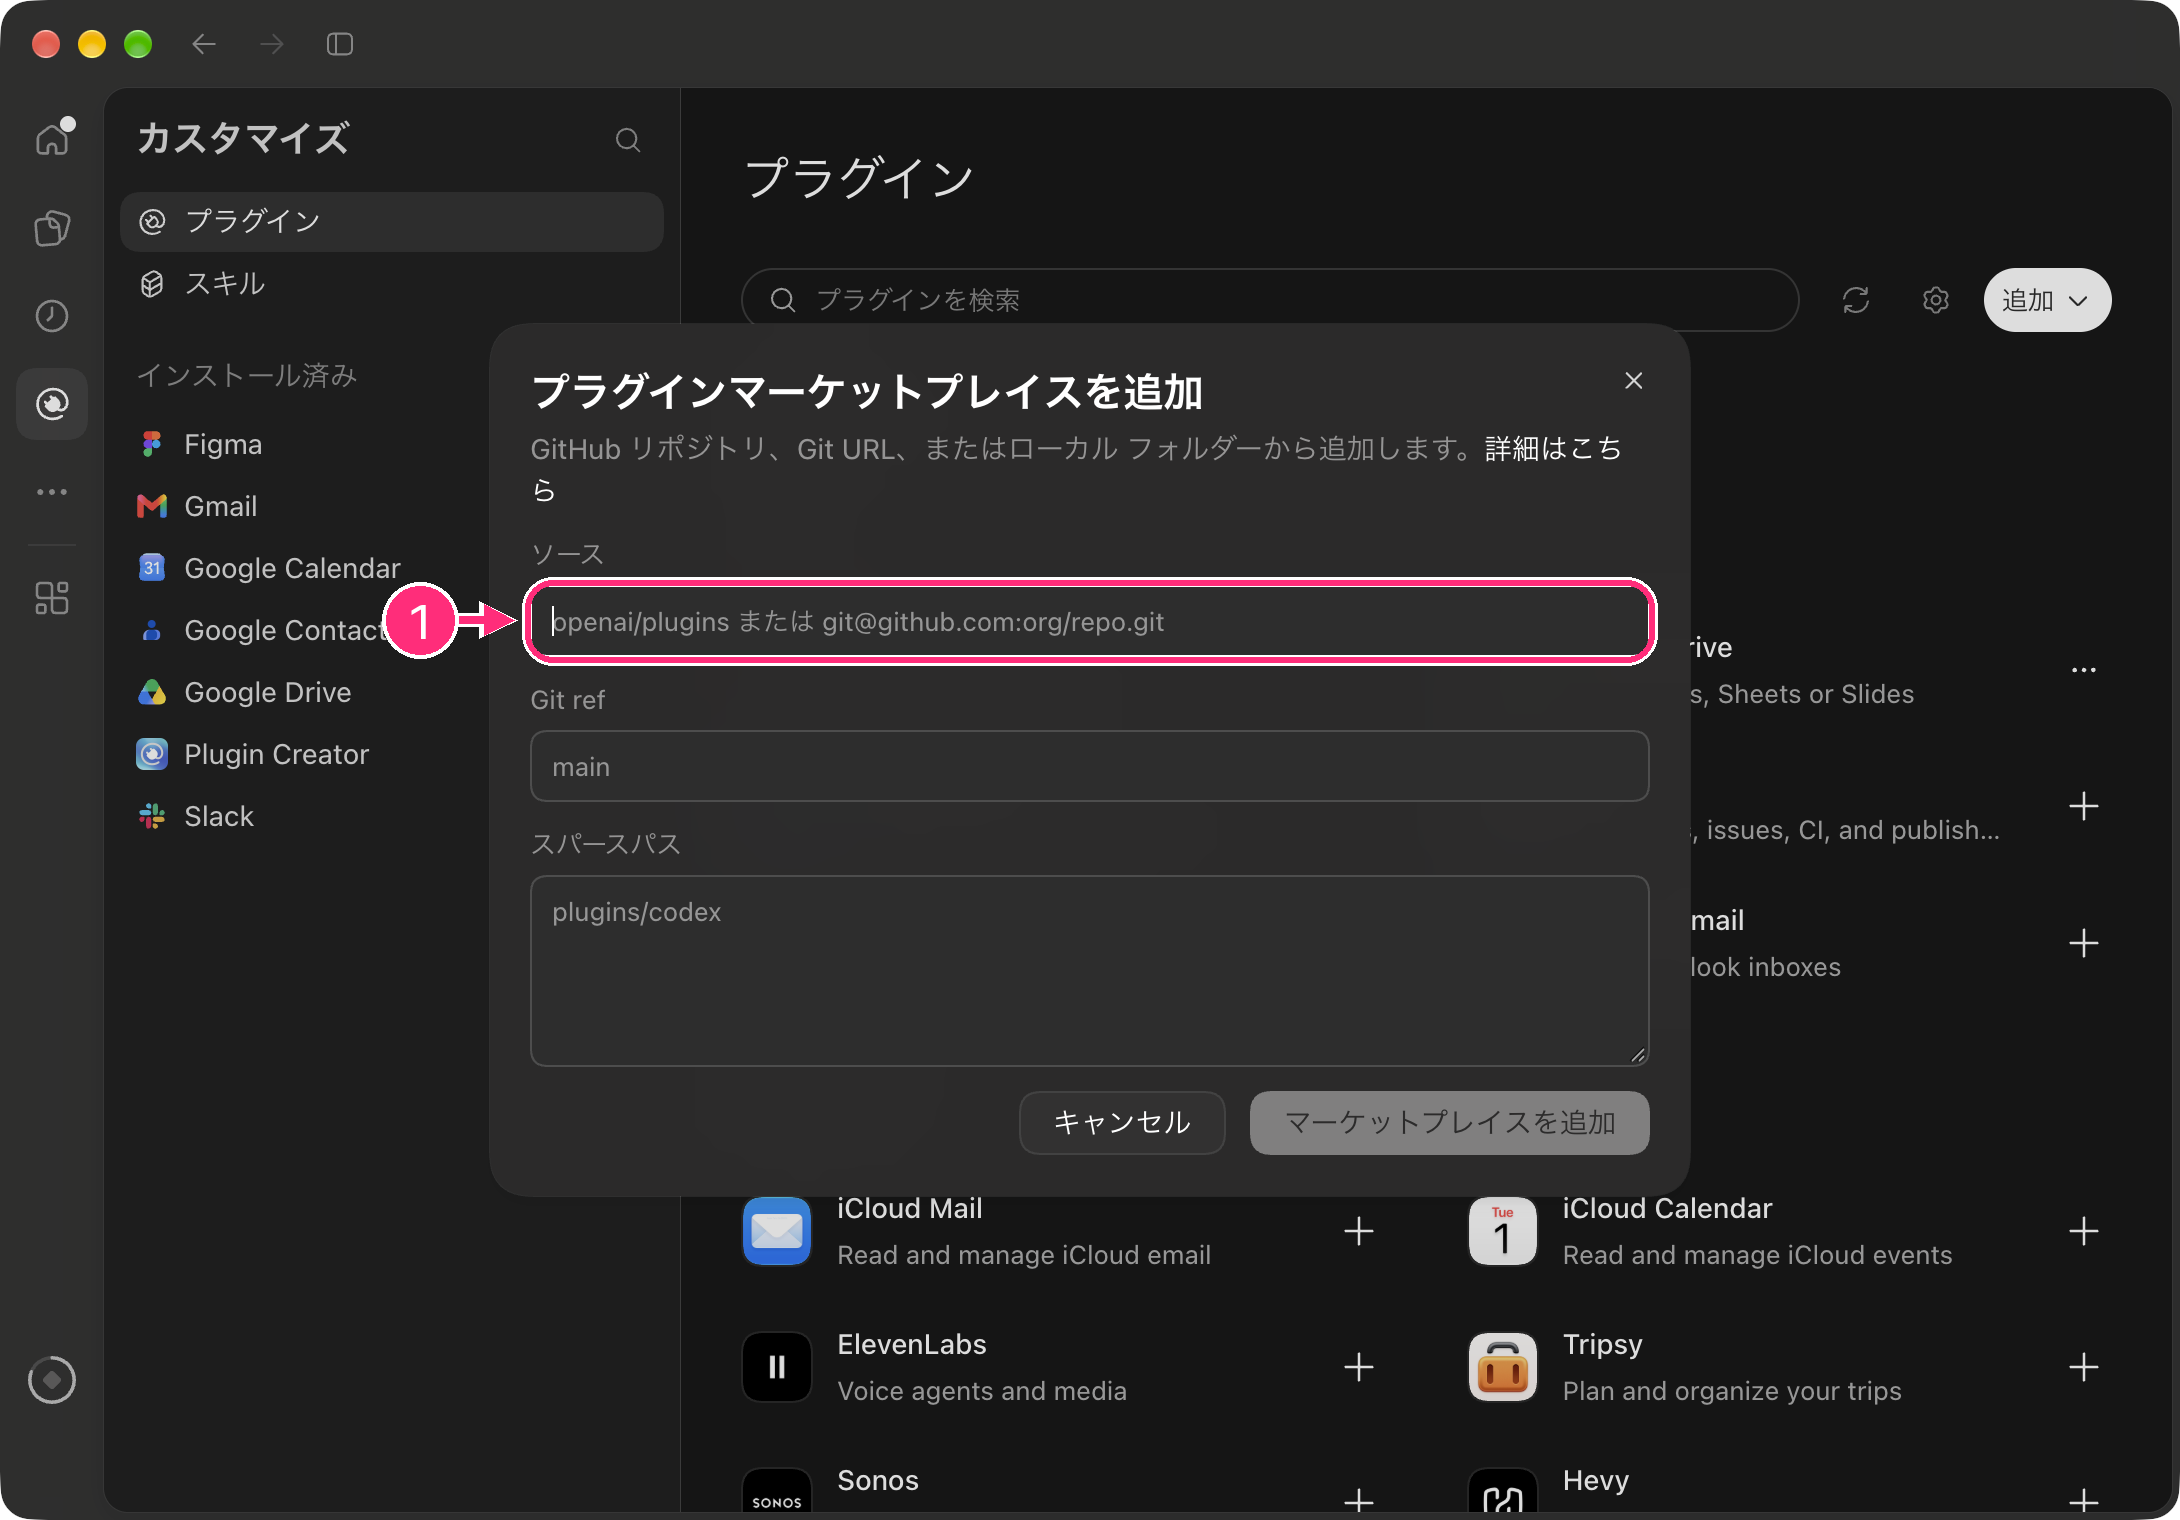 カスタマイズ
プラグイン
スキル
インストール済み
Figma
Gmail
31
Google Calendar
Google Contact
Google Drive
Plugin Creator
Slack
プラグイン
プラグインを検索
追加
プラグインマーケットプレイスを追加
GitHub リポジトリ、Git URL、またはローカル フォルダーから追加します。詳細はこち
ら
ソース
1
openai/plugins または git@github.com:org/repo.git
Git ref
main
スパースパス
plugins/codex
キャンセル
マーケットプレイスを追加
rive
s, Sheets or Slides
, issues, CI, and publish...
mail
look inboxes
iCloud Mail
Read and manage iCloud email
Tue
1
iCloud Calendar
Read and manage iCloud events
ElevenLabs
Voice agents and media
Tripsy
Plan and organize your trips
SONOS
Sonos
Hevy